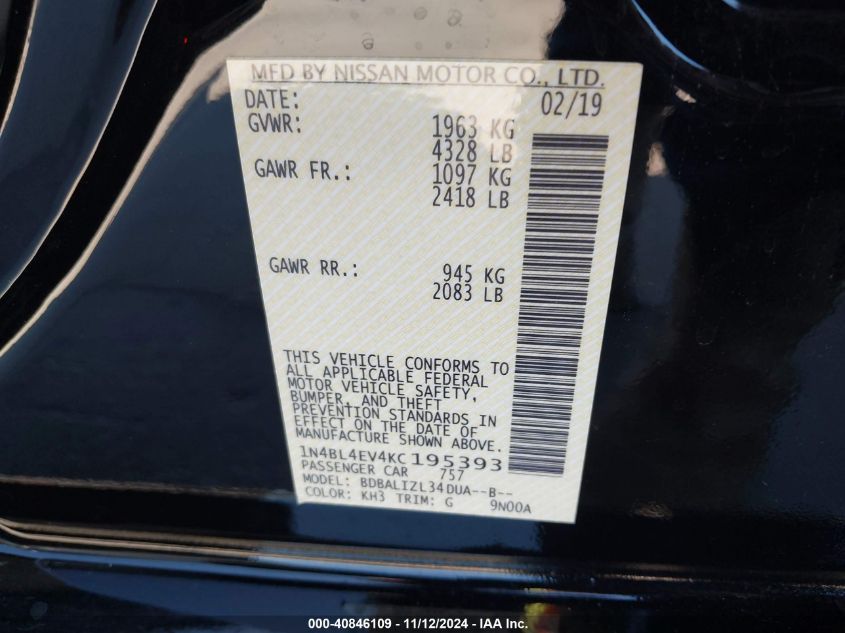 MFD BY NISSAN MOTOR CO., LTD.
DATE: 02/19
GVWR: 1963 KG
4328 LB
GAWR FR.: 1097 KG
2418 LB
GAWR RR.: 945 KG
2083 LB
THIS VEHICLE CONFORMS TO
ALL APPLICABLE FEDERAL
MOTOR VEHICLE SAFETY,
BUMPER, AND THEFT
PREVENTION STANDARDS IN
EFFECT ON THE DATE OF
MANUFACTURE SHOWN ABOVE.
1N4BL4EV4KC195393
PASSENGER CAR 757
MODEL: BDBALIZL34DUA--B--
COLOR: KH3 TRIM: G 9N00A
000-40846109 - 11/12/2024 - IAA Inc.